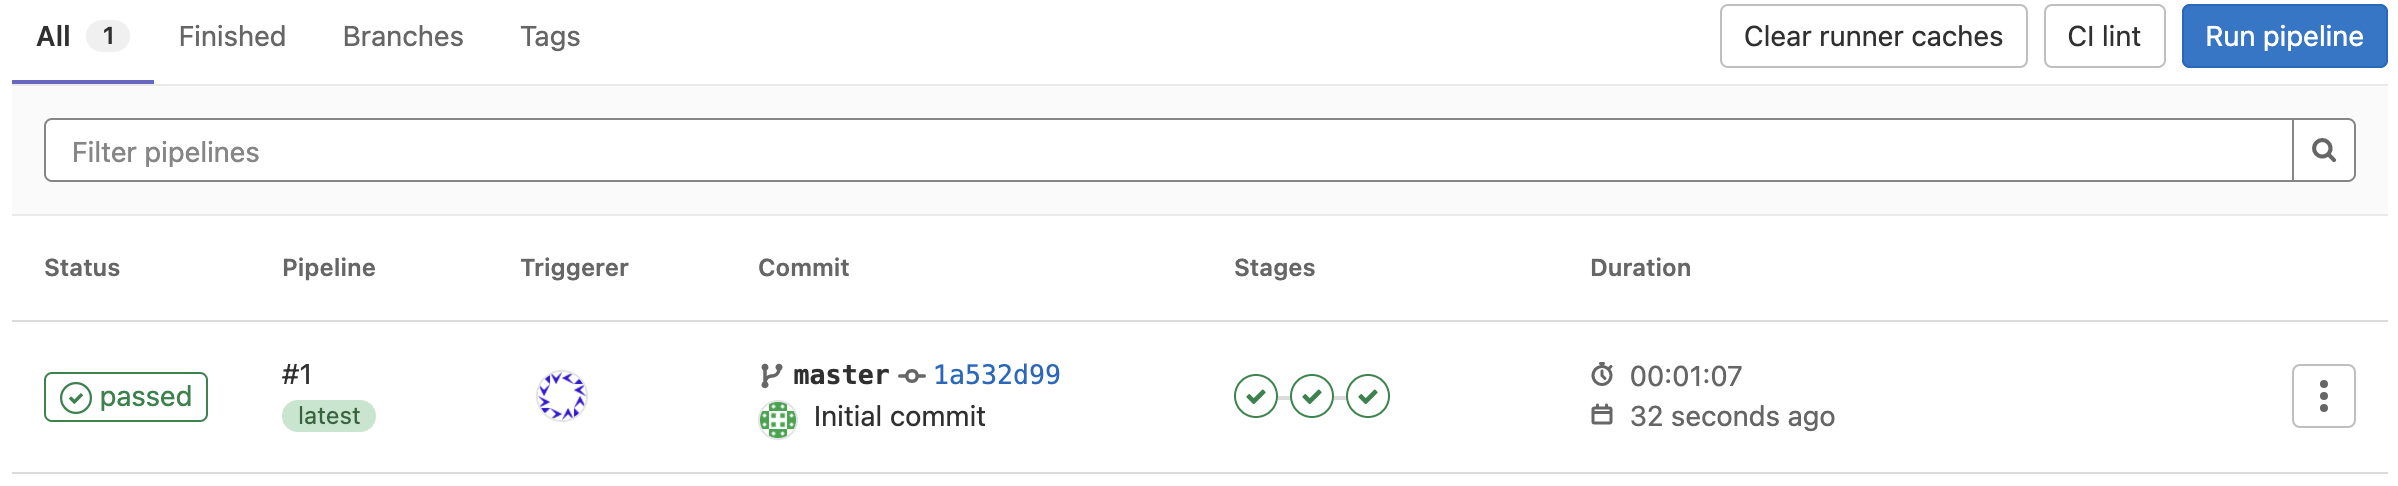 All 1 Finished Branches Tags Clear runner caches CI lint Run pipeline
Filter pipelines
Status Pipeline Triggerer Commit Stages Duration
passed #1 master 1a532d99 00:01:07
latest Initial commit 32 seconds ago